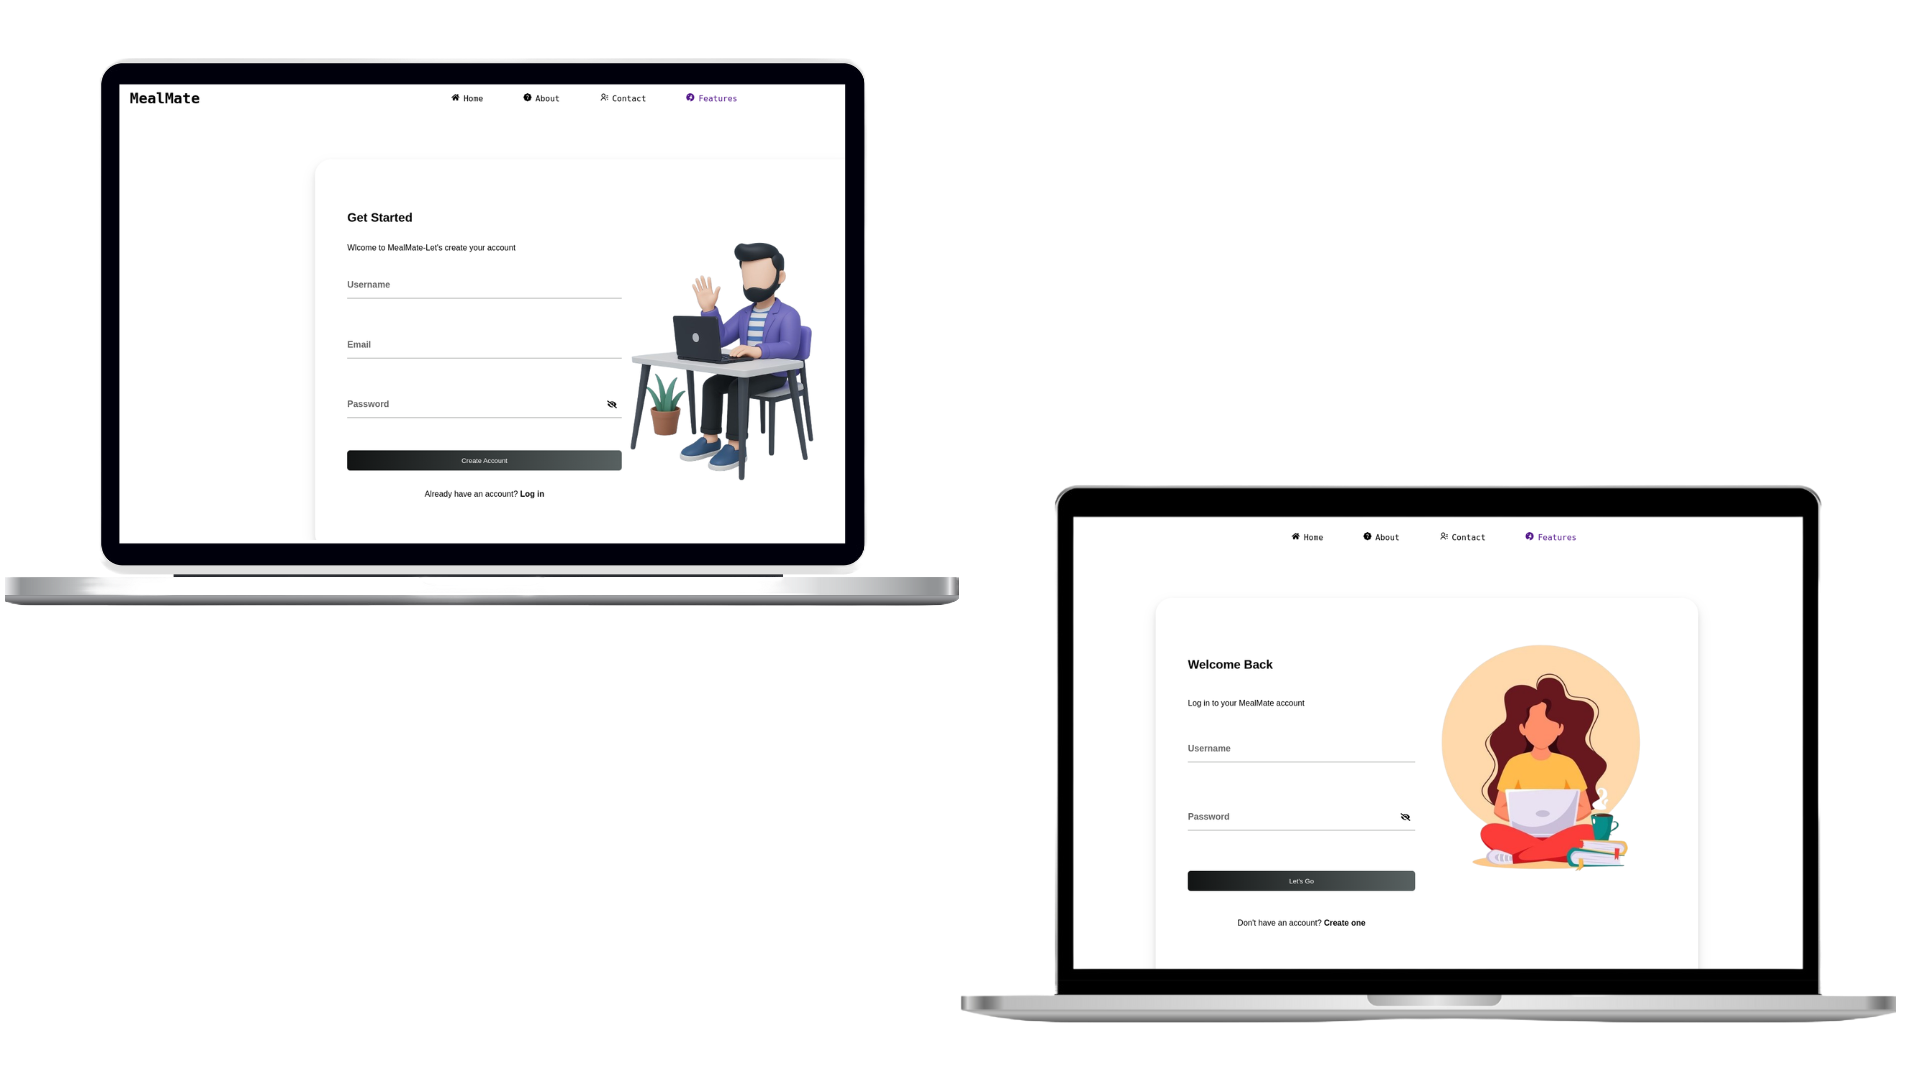 MealMate
Home About Contact Features
Get Started
Wlcome to MealMate-Let's create your account
Username
Email
Password
Create Account
Already have an account? Log in
Home About Contact Features
Welcome Back
Log in to your MealMate account
Username
Password
Let's Go
Don't have an account? Create one